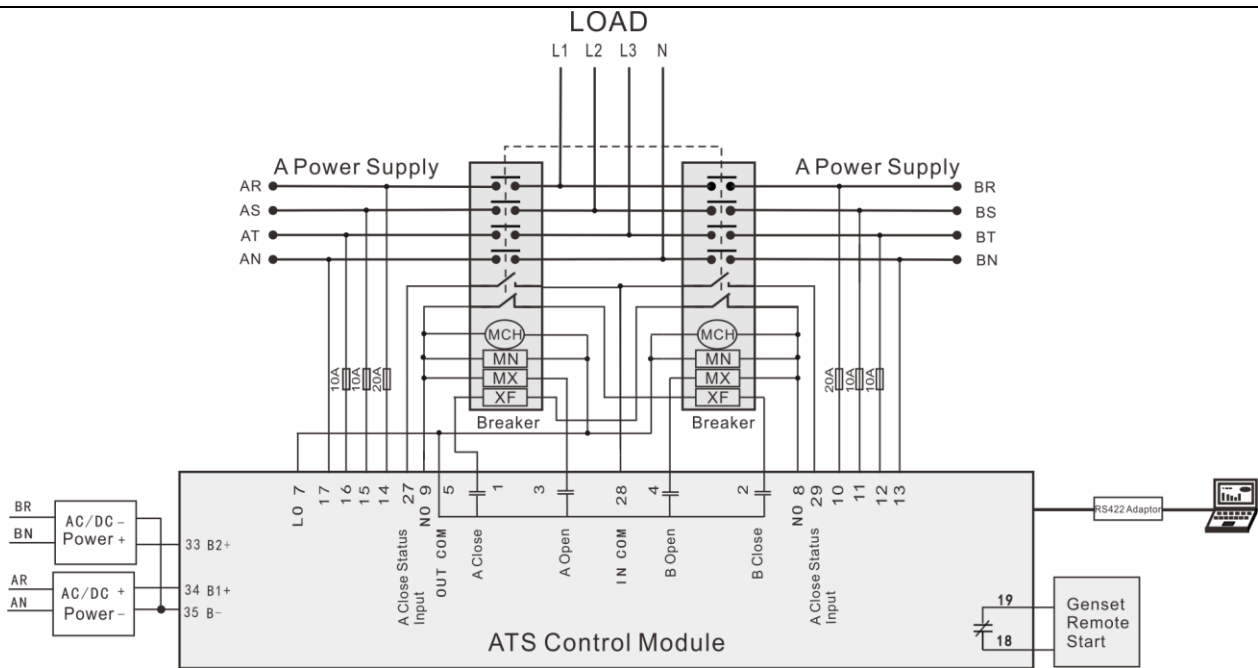 LOAD
L1 L2 L3 N
A Power Supply
A Power Supply
AR
BR
AS
BS
AT
BT
AN
BN
MCH
MCH
MN
MN
MX
MX
XF
XF
10A
10A
20A
20A
10A
10A
Breaker
Breaker
LO 7
17
16
15
14
27
NO 9
5
1
3
28
4
2
NO 8
29
10
11
12
13
A Close Status
Input
OUT COM
A Close
A Open
IN COM
B Open
B Close
A Close Status
Input
BR
BN
AC/DC -
Power +
33 B2+
AR
AN
AC/DC +
Power -
34 B1+
35 B-
RS422 Adaptor
19
18
Genset
Remote
Start
ATS Control Module